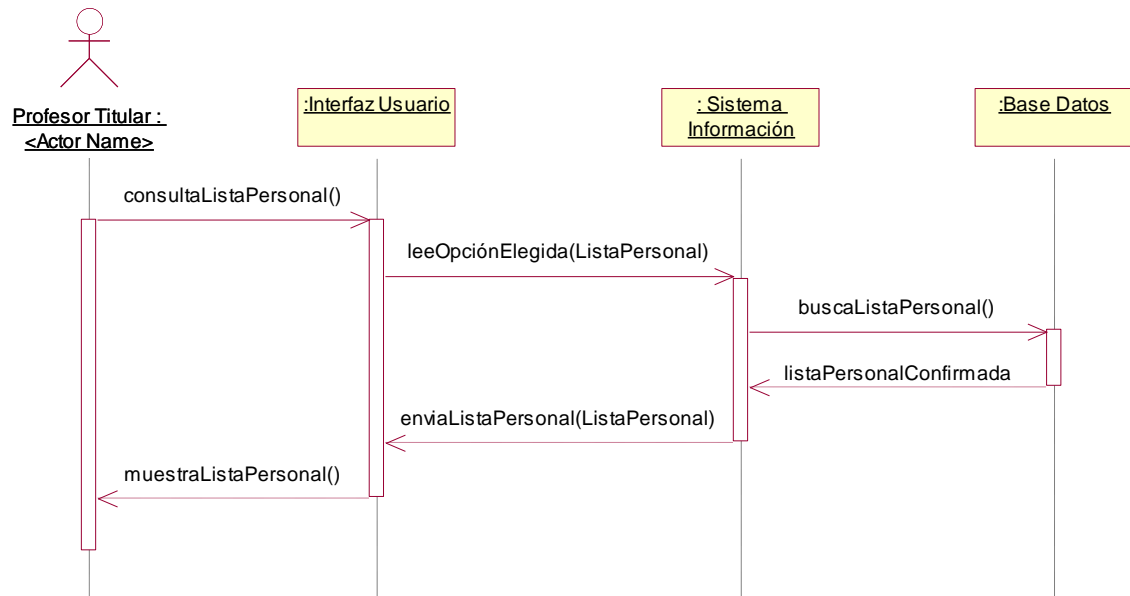 Profesor Titular :
<Actor Name>
:Interfaz Usuario
: Sistema
Información
:Base Datos
consultaListaPersonal()
leeOpciónElegida(ListaPersonal)
buscaListaPersonal()
listaPersonalConfirmada
enviaListaPersonal(ListaPersonal)
muestraListaPersonal()